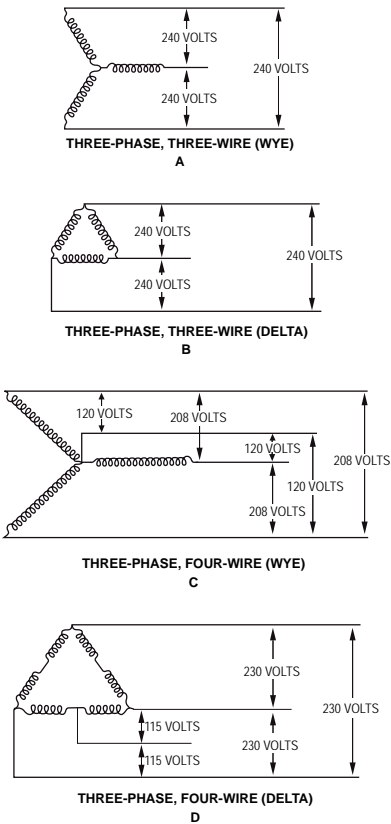 240 VOLTS
240 VOLTS
240 VOLTS
THREE-PHASE, THREE-WIRE (WYE)
A
240 VOLTS
240 VOLTS
240 VOLTS
THREE-PHASE, THREE-WIRE (DELTA)
B
120 VOLTS
208 VOLTS
120 VOLTS
208 VOLTS
120 VOLTS
208 VOLTS
THREE-PHASE, FOUR-WIRE (WYE)
C
230 VOLTS
230 VOLTS
115 VOLTS
230 VOLTS
115 VOLTS
THREE-PHASE, FOUR-WIRE (DELTA)
D